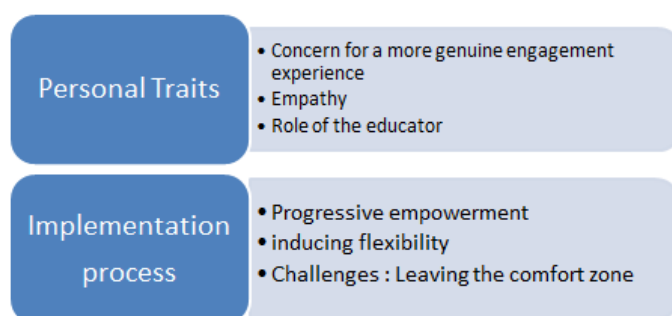 Personal Traits
• Concern for a more genuine engagement
experience
• Empathy
• Role of the educator
Implementation
process
• Progressive empowerment
• inducing flexibility
• Challenges : Leaving the comfort zone